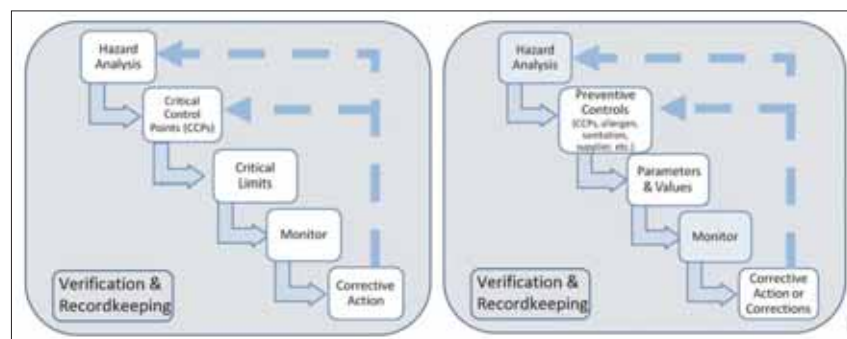 Hazard
Analysis
Critical
Control
Points (CCPs)
Critical
Limits
Monitor
Corrective
Action
Verification &
Recordkeeping
Hazard
Analysis
Preventive
Controls
(CCPs, allergen,
sanitation,
supplier, etc.)
Parameters
& Values
Monitor
Corrective
Action or
Corrections
Verification &
Recordkeeping